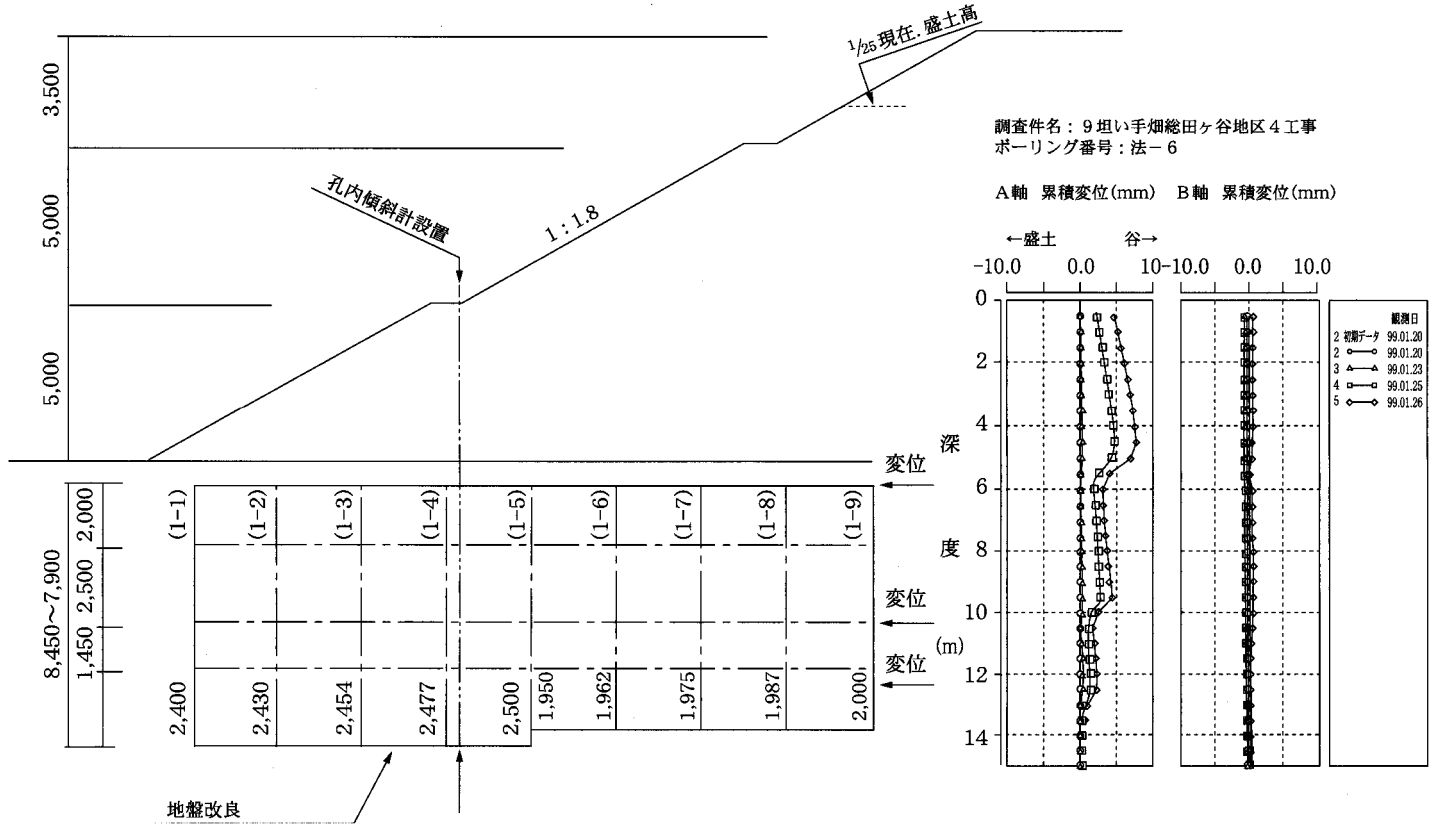 3,500
5,000
5,000
1/25現在.盛土高
孔内傾斜計設置
1：1.8
調査件名：９坦い手畑総田ヶ谷地区４工事
ボーリング番号：法－６
A軸 累積変位(mm) B軸 累積変位(mm)
←盛土 谷→
-10.0 0.0 10-10.0 0.0 10.0
0
2
4
6
8
10
12
14
深
度
(m)
観測日
2 初期データ 99.01.20
2 99.01.20
3 99.01.23
4 99.01.25
5 99.01.26
変位
変位
変位
8,450～7,900
2,000
2,500
1,450
(1-1)
(1-2)
(1-3)
(1-4)
(1-5)
(1-6)
(1-7)
(1-8)
(1-9)
2,400
2,430
2,454
2,477
2,500
1,950
1,962
1,975
1,987
2,000
地盤改良